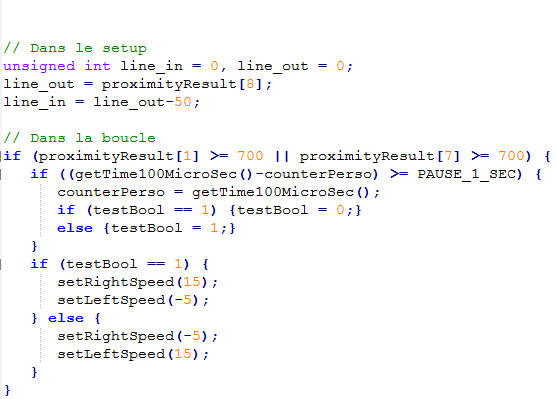 // Dans le setup
unsigned int line_in = 0, line_out = 0;
line_out = proximityResult[8];
line_in = line_out-50;

// Dans la boucle
if (proximityResult[1] >= 700 || proximityResult[7] >= 700) {
   if ((getTime100MicroSec()-counterPerso) >= PAUSE_1_SEC) {
      counterPerso = getTime100MicroSec();
      if (testBool == 1) {testBool = 0;}
      else {testBool = 1;}
   }
   if (testBool == 1) {
      setRightSpeed(15);
      setLeftSpeed(-5);
   } else {
      setRightSpeed(-5);
      setLeftSpeed(15);
   }
}